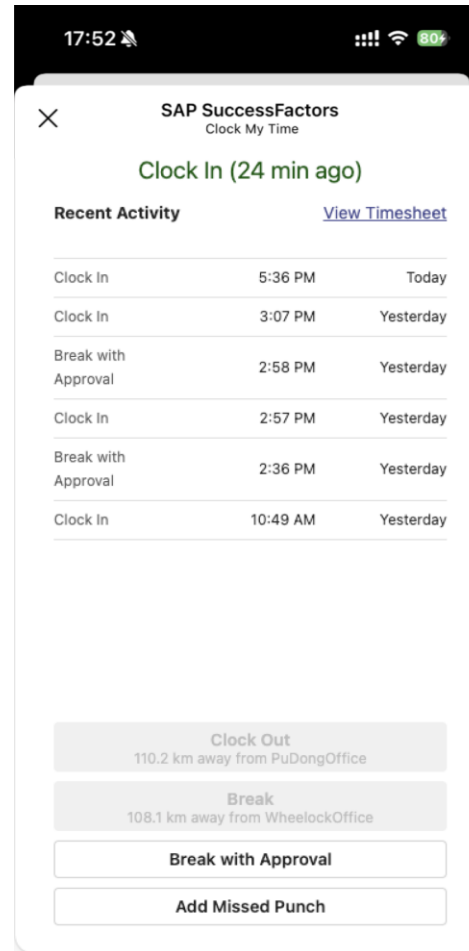 17:52
80
SAP SuccessFactors
Clock My Time
Clock In (24 min ago)
Recent Activity View Timesheet
Clock In 5:36 PM Today
Clock In 3:07 PM Yesterday
Break with
Approval 2:58 PM Yesterday
Clock In 2:57 PM Yesterday
Break with
Approval 2:36 PM Yesterday
Clock In 10:49 AM Yesterday
Clock Out
110.2 km away from PuDongOffice
Break
108.1 km away from WheelockOffice
Break with Approval
Add Missed Punch